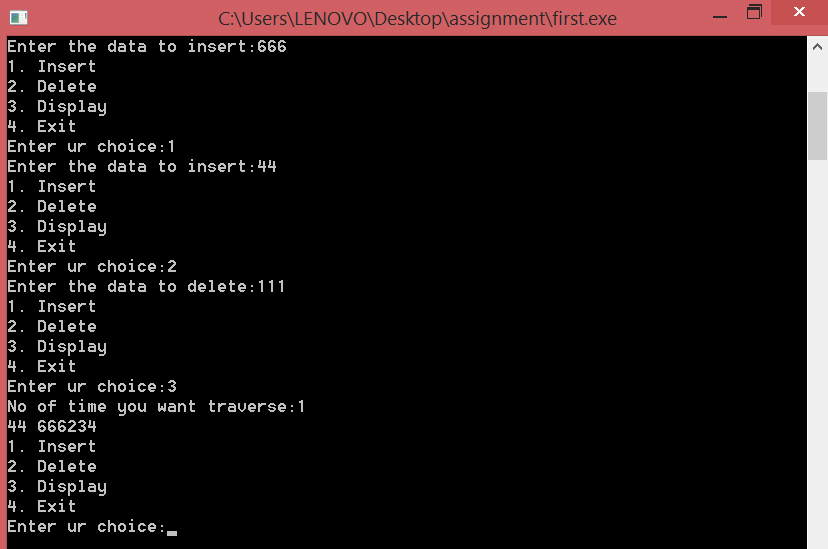 C:\Users\LENOVO\Desktop\assignment\first.exe
Enter the data to insert:666
1. Insert
2. Delete
3. Display
4. Exit
Enter ur choice:1
Enter the data to insert:44
1. Insert
2. Delete
3. Display
4. Exit
Enter ur choice:2
Enter the data to delete:111
1. Insert
2. Delete
3. Display
4. Exit
Enter ur choice:3
No of time you want traverse:1
44 666234
1. Insert
2. Delete
3. Display
4. Exit
Enter ur choice: